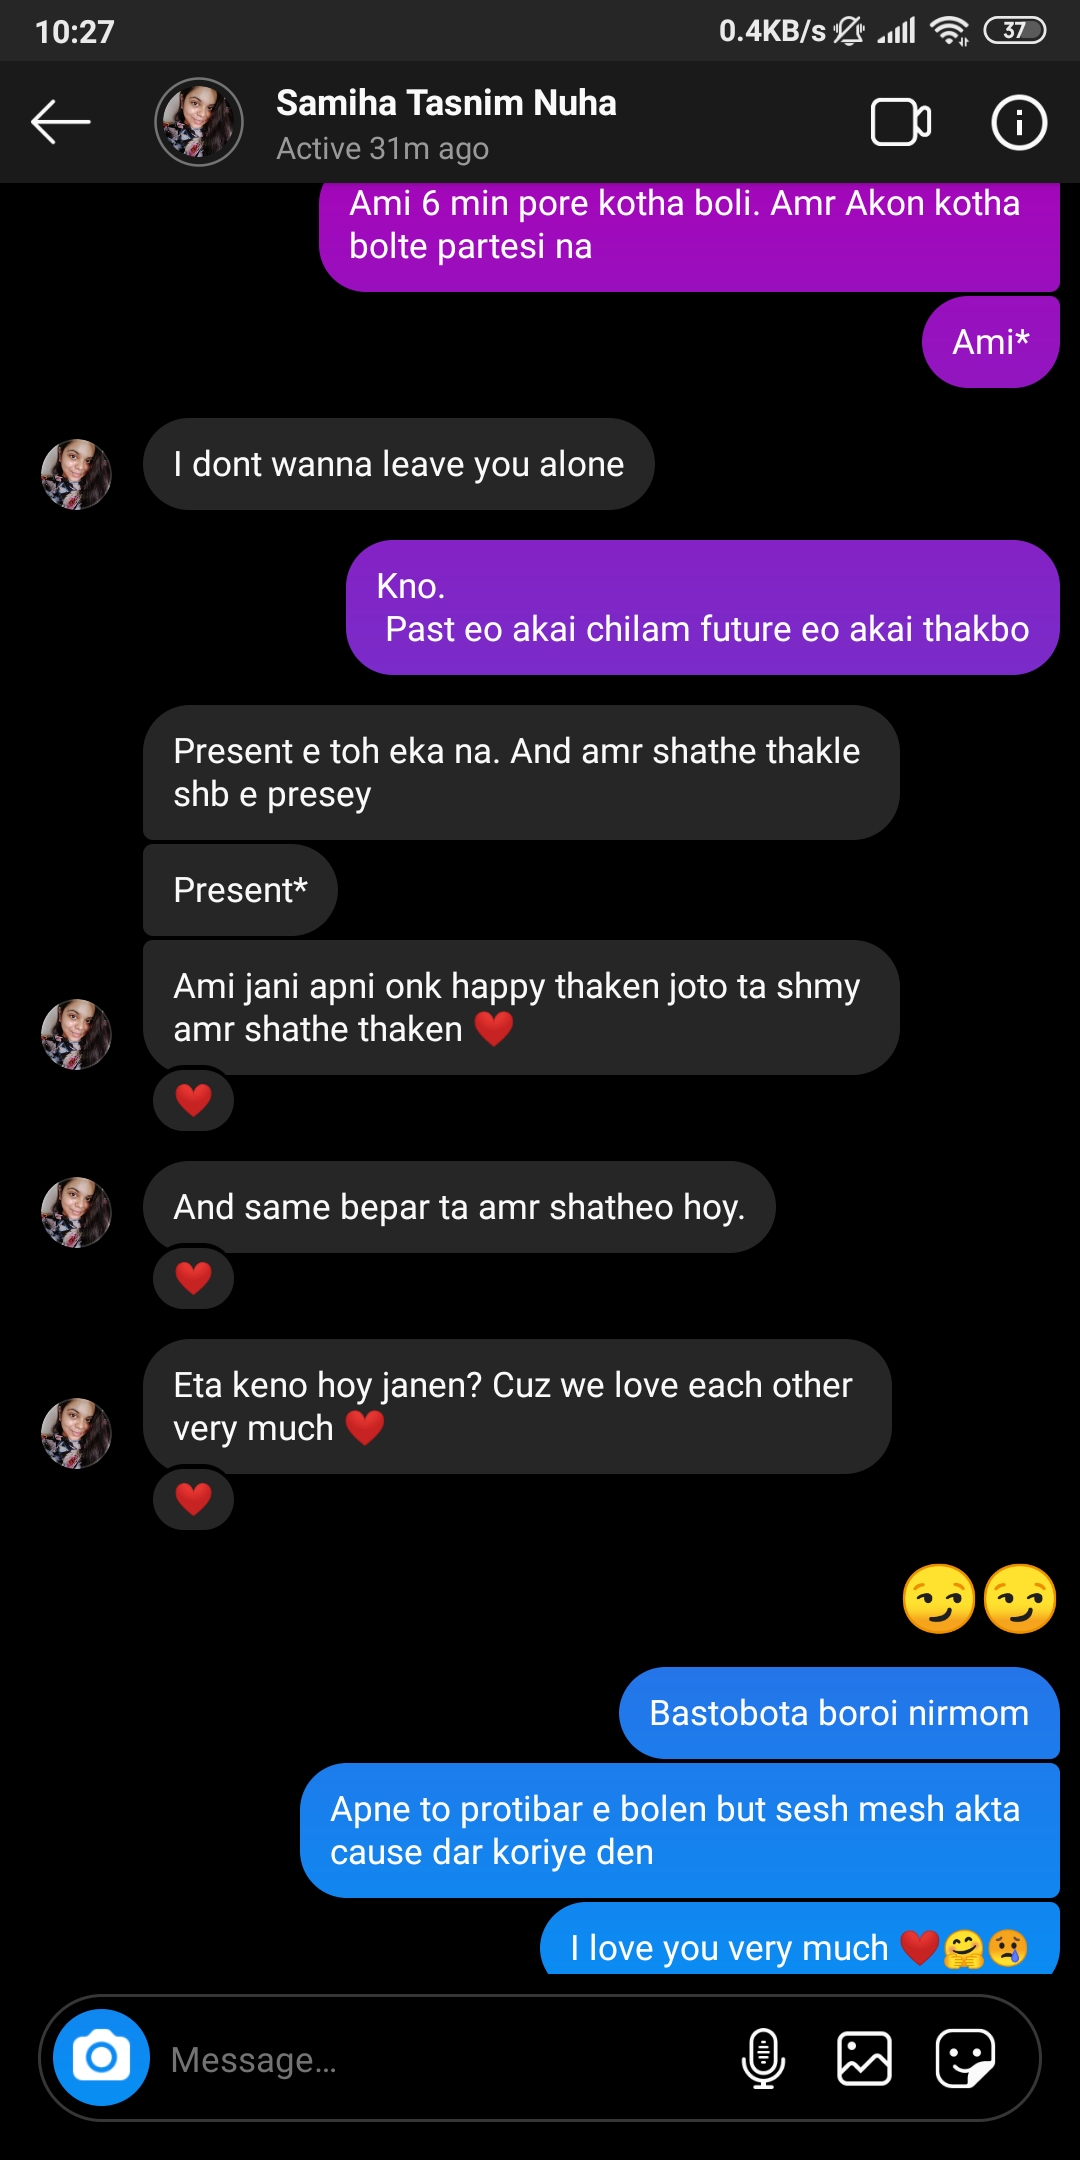 10:27
0.4KB/s
37
Samiha Tasnim Nuha
Active 31m ago
Ami 6 min pore kotha boli. Amr Akon kotha
bolte partesi na
Ami*
I dont wanna leave you alone
Kno.
Past eo akai chilam future eo akai thakbo
Present e toh eka na. And amr shathe thakle
shb e presey
Present*
Ami jani apni onk happy thaken joto ta shmy
amr shathe thaken ❤️
❤️
And same bepar ta amr shatheo hoy.
❤️
Eta keno hoy janen? Cuz we love each other
very much ❤️
❤️
😏😏
Bastobota boroi nirmom
Apne to protibar e bolen but sesh mesh akta
cause dar koriye den
I love you very much ❤️🤗😢
Message...